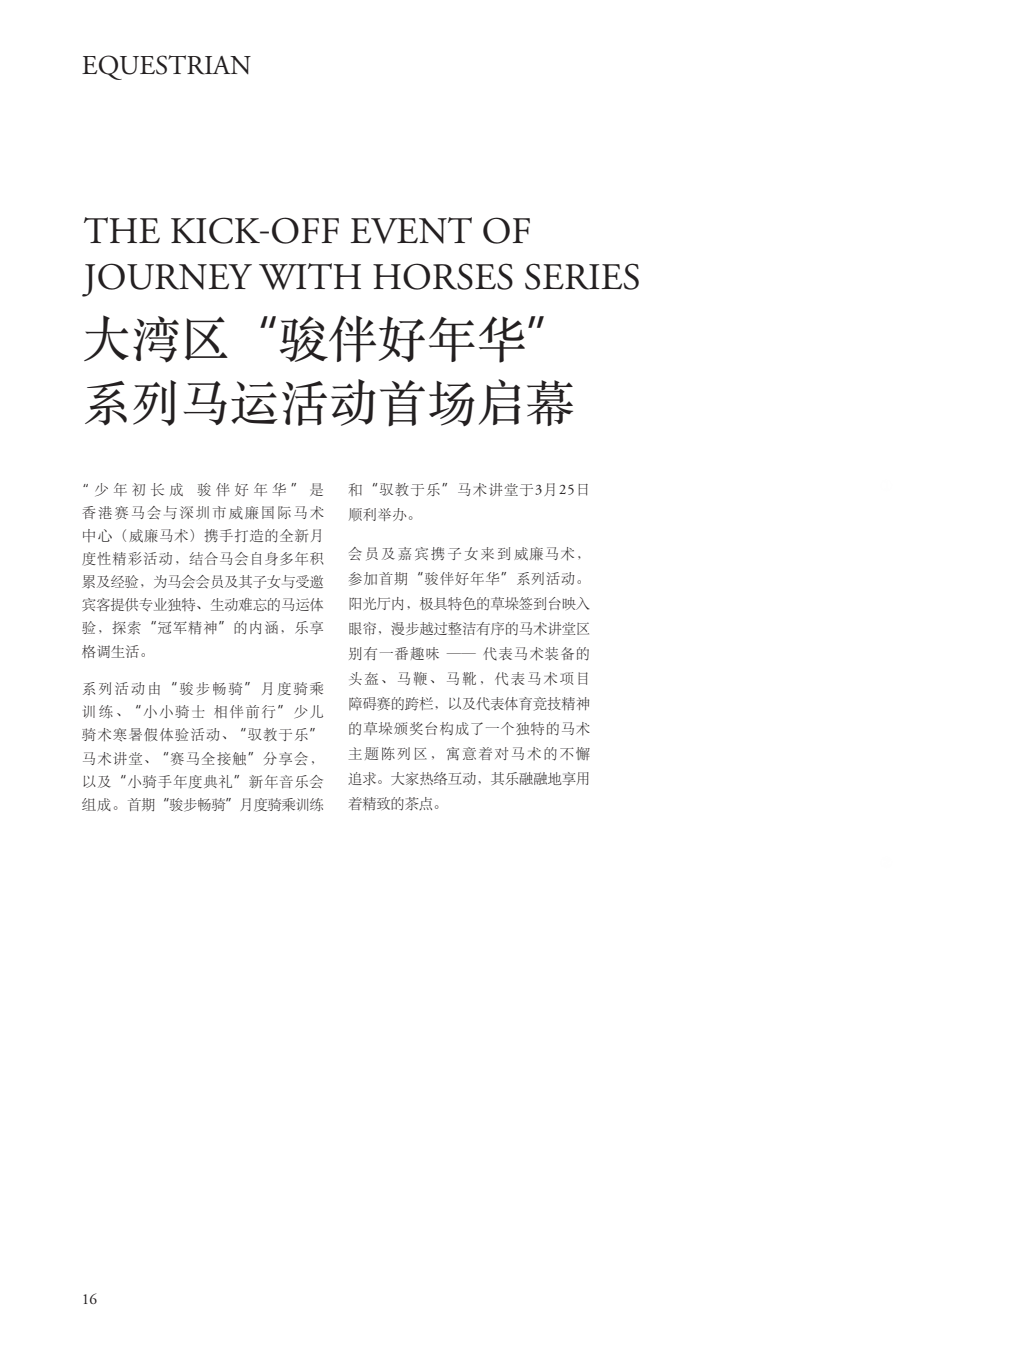 EQUESTRIAN
THE KICK-OFF EVENT OF
JOURNEY WITH HORSES SERIES
大湾区“骏伴好年华”
系列马运活动首场启幕
“少年初长成 骏伴好年华”是
香港赛马会与深圳市威廉国际马术
中心（威廉马术）携手打造的全新月
度性精彩活动，结合马会自身多年积
累及经验，为马会会员及其子女与受邀
宾客提供专业独特、生动难忘的马运体
验，探索“冠军精神”的内涵，乐享
格调生活。
系列活动由“骏步畅骑”月度骑乘
训练、“小小骑士 相伴前行”少儿
骑术寒暑假体验活动、“驭教于乐”
马术讲堂、“赛马全接触”分享会，
以及“小骑手年度典礼”新年音乐会
组成。首期“骏步畅骑”月度骑乘训练
和“驭教于乐”马术讲堂于3月25日
顺利举办。
会员及嘉宾携子女来到威廉马术，
参加首期“骏伴好年华”系列活动。
阳光厅内，极具特色的草垛签到台映入
眼帘，漫步越过整洁有序的马术讲堂区
别有一番趣味 —— 代表马术装备的
头盔、马鞭、马靴，代表马术项目
障碍赛的跨栏，以及代表体育竞技精神
的草垛颁奖台构成了一个独特的马术
主题陈列区，寓意着对马术的不懈
追求。大家热络互动，其乐融融地享用
着精致的茶点。
16